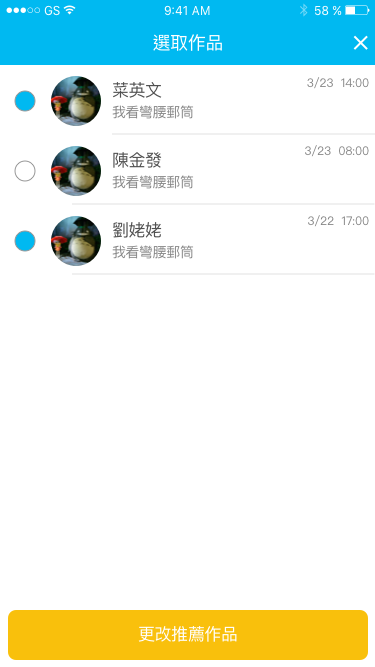 GS 9:41 AM 58 %
選取作品
菜英文 3/23 14:00
我看彎腰郵筒
陳金發 3/23 08:00
我看彎腰郵筒
劉姥姥 3/22 17:00
我看彎腰郵筒
更改推薦作品